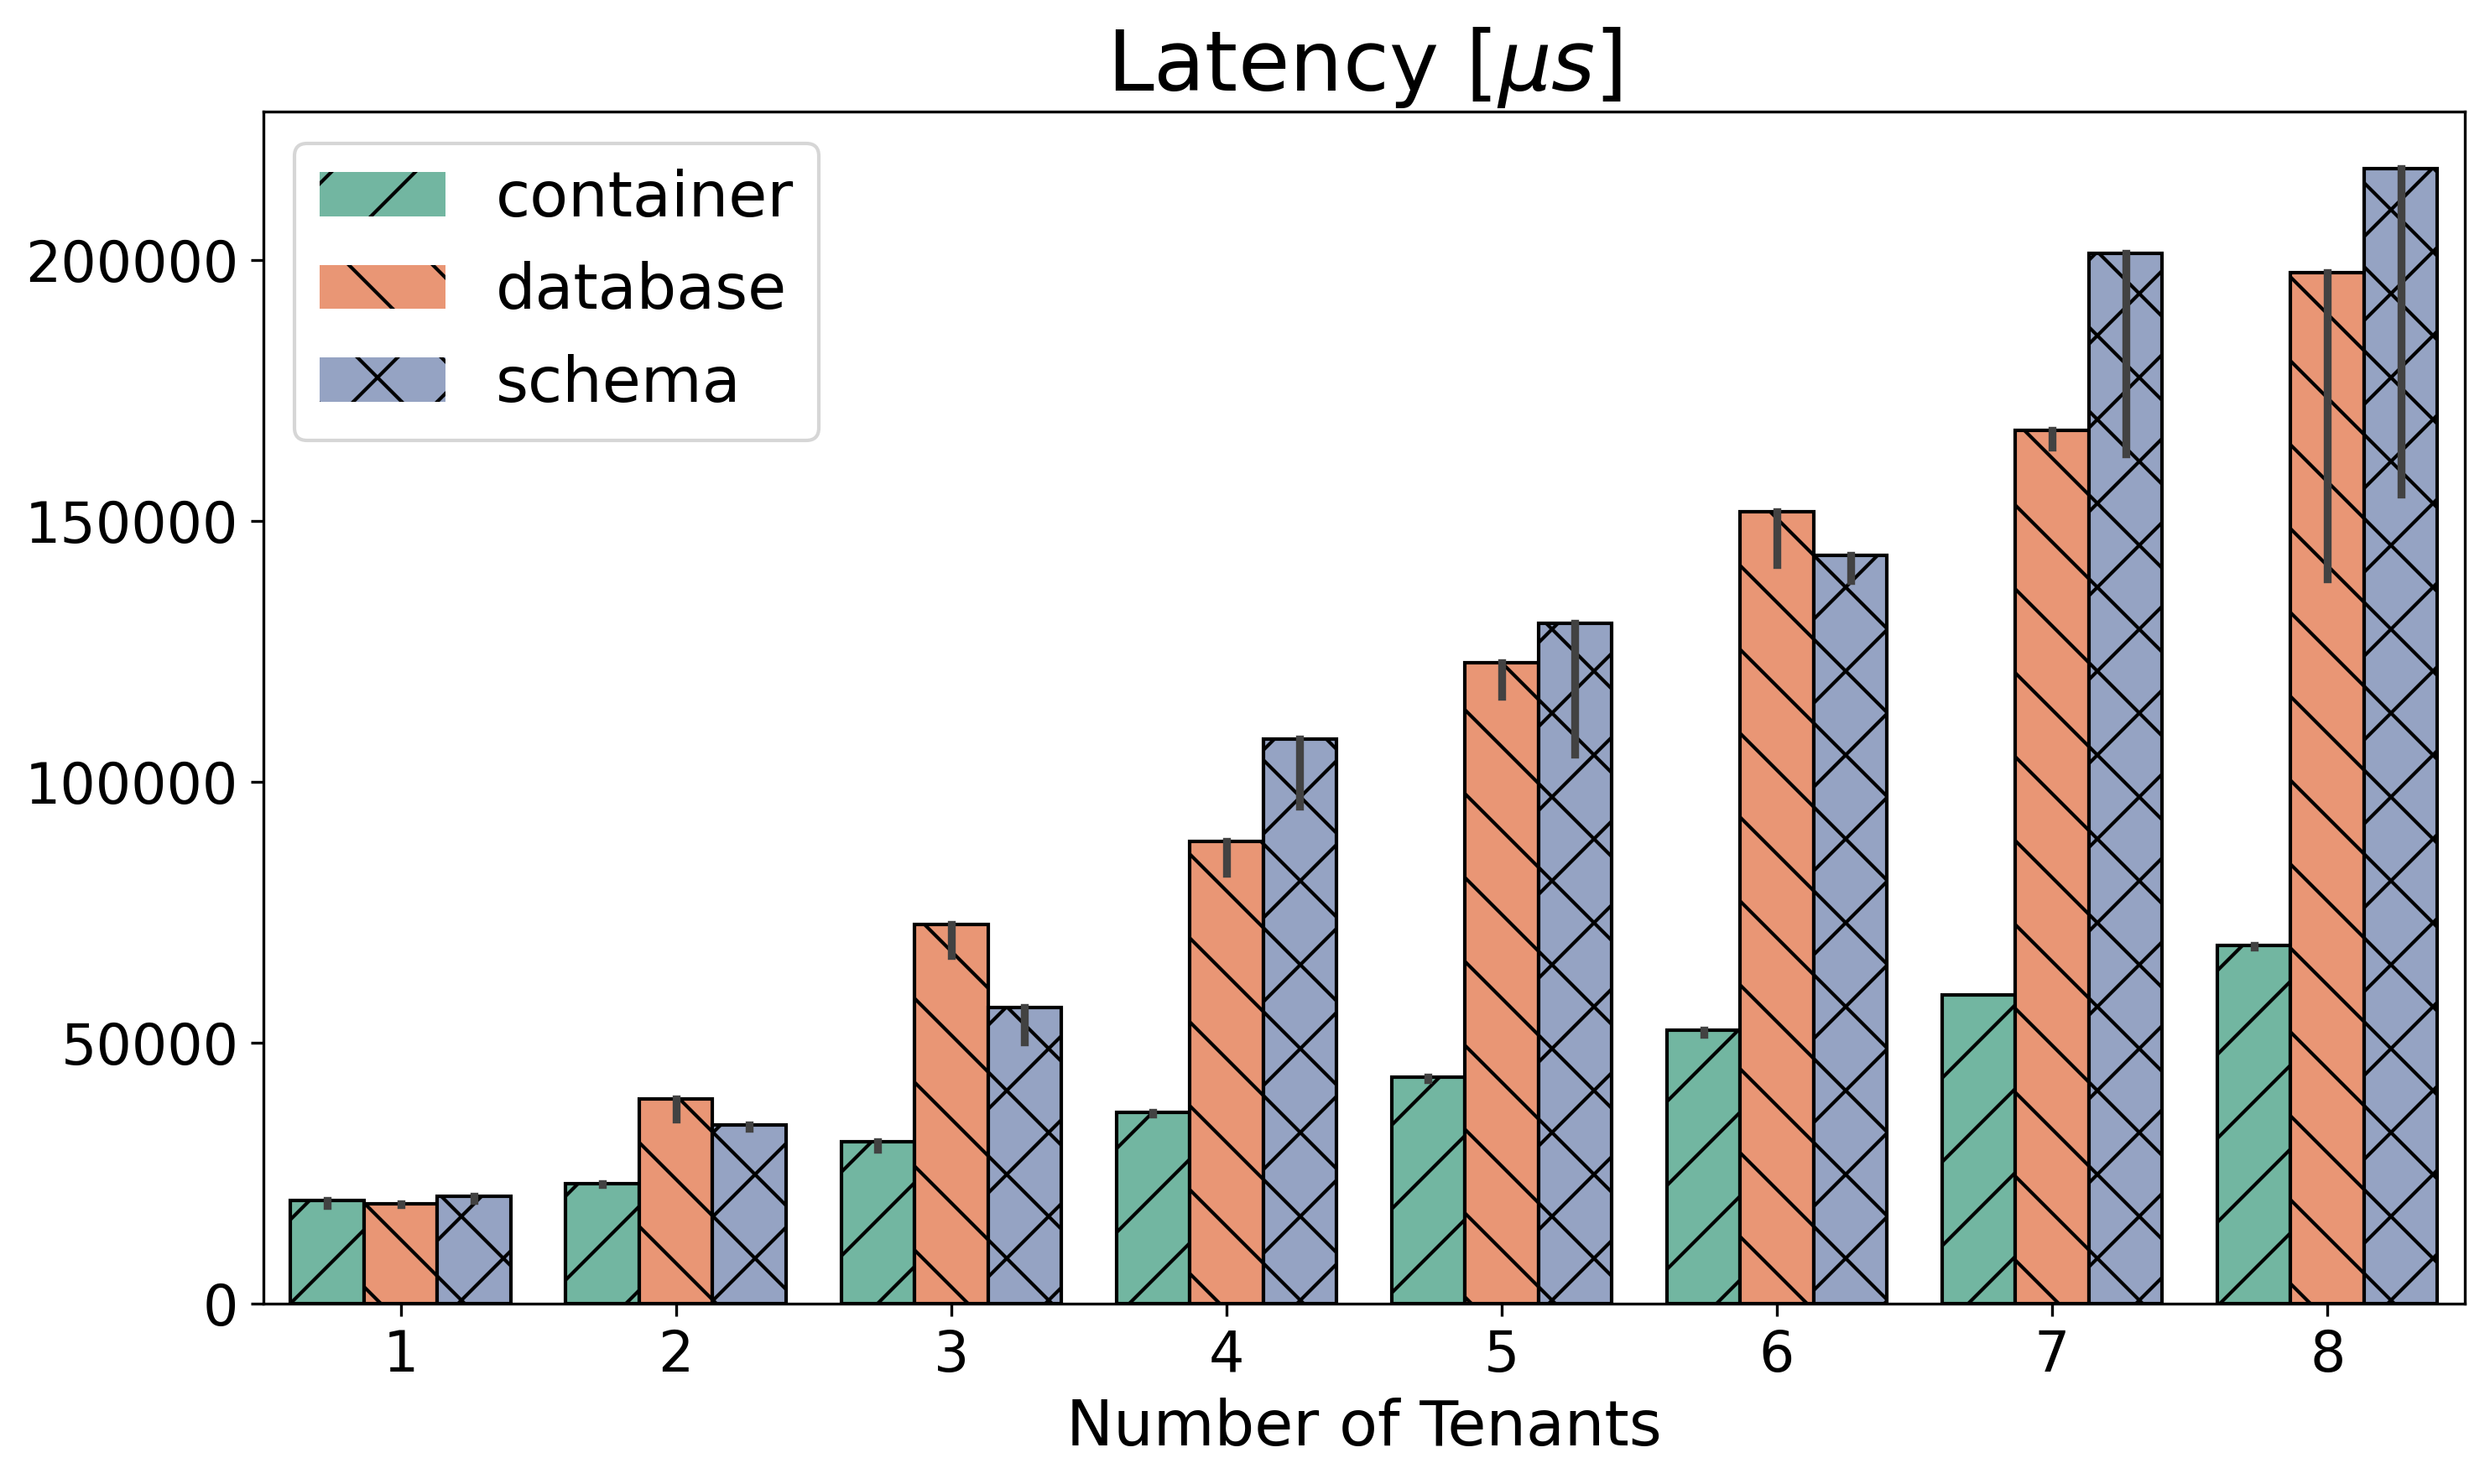 Latency [μs]
container
database
schema
200000
150000
100000
50000
0
1 2 3 4 5 6 7 8
Number of Tenants